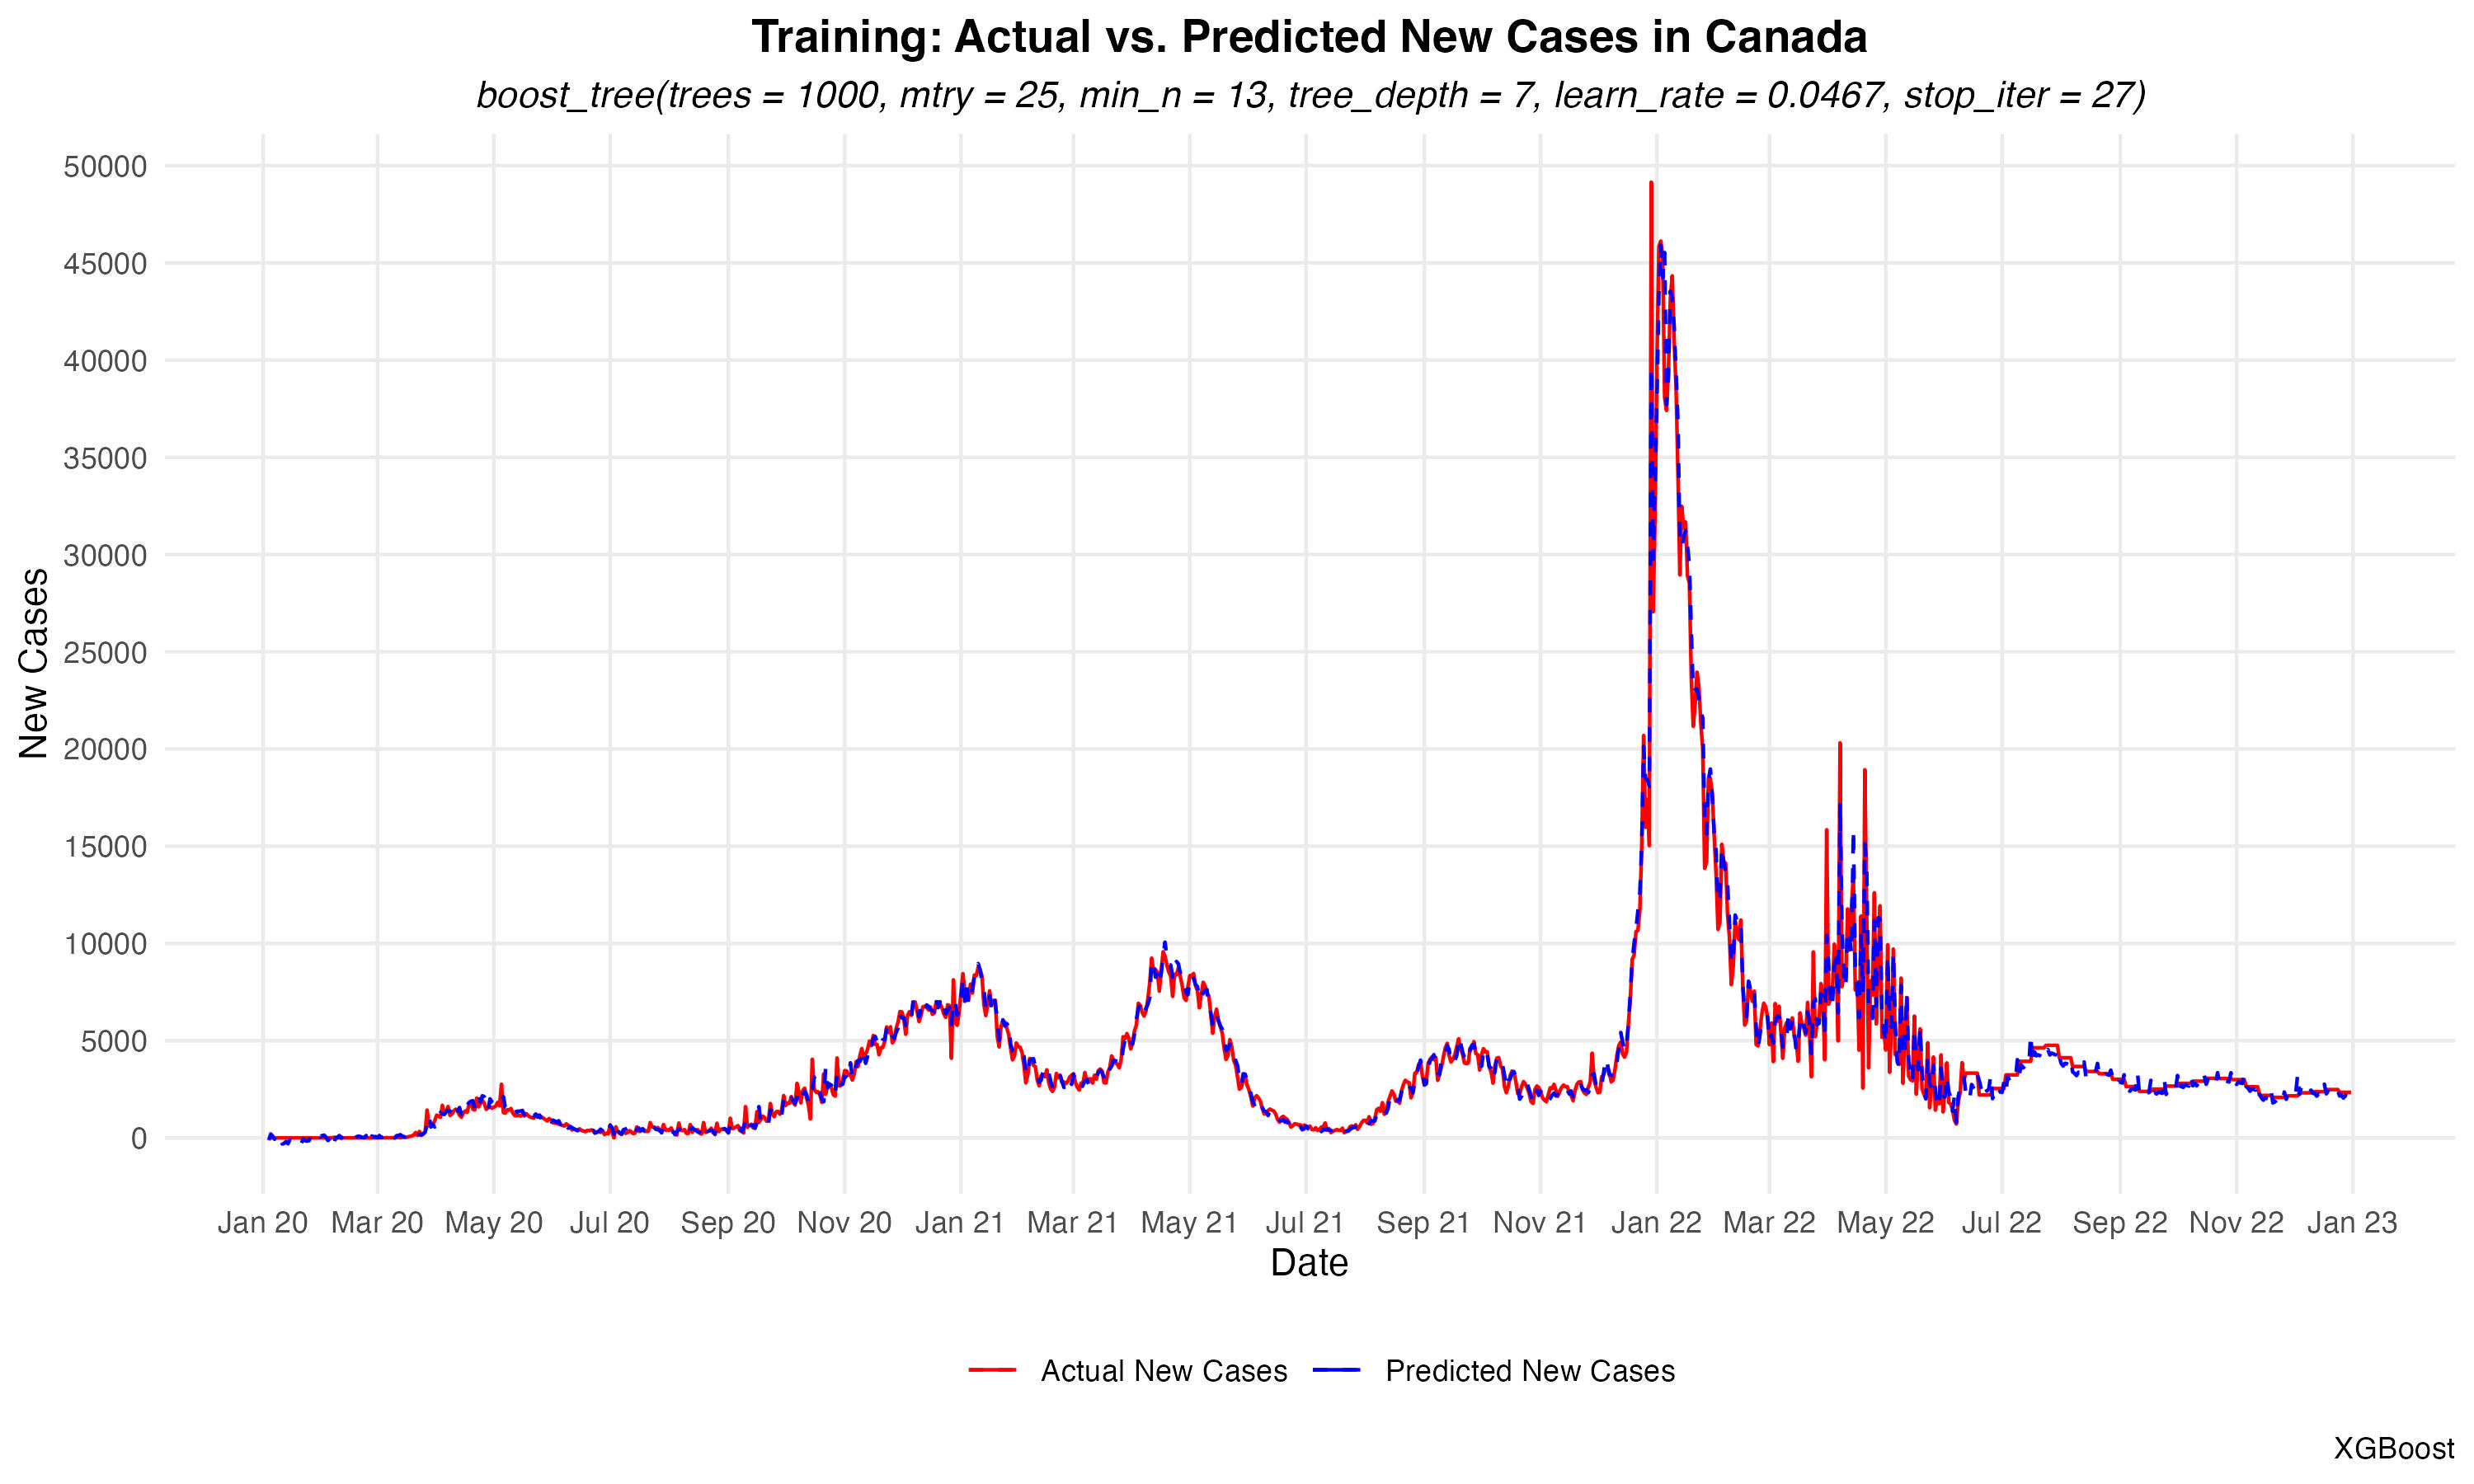 Training: Actual vs. Predicted New Cases in Canada
boost_tree(trees = 1000, mtry = 25, min_n = 13, tree_depth = 7, learn_rate = 0.0467, stop_iter = 27)
New Cases
50000
45000
40000
35000
30000
25000
20000
15000
10000
5000
0
Jan 20 Mar 20 May 20 Jul 20 Sep 20 Nov 20 Jan 21 Mar 21 May 21 Jul 21 Sep 21 Nov 21 Jan 22 Mar 22 May 22 Jul 22 Sep 22 Nov 22 Jan 23
Date
Actual New Cases Predicted New Cases
XGBoost